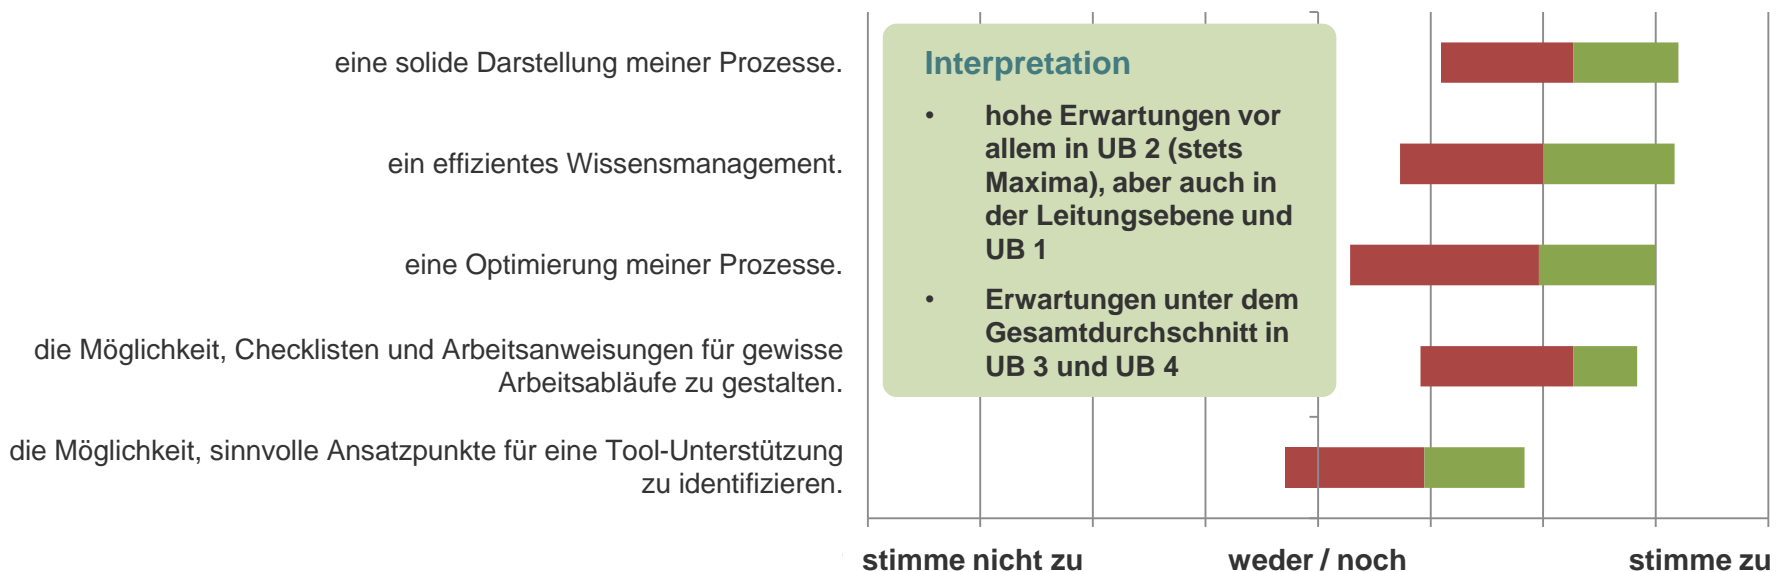 eine solide Darstellung meiner Prozesse.
ein effizientes Wissensmanagement.
eine Optimierung meiner Prozesse.
die Möglichkeit, Checklisten und Arbeitsanweisungen für gewisse
Arbeitsabläufe zu gestalten.
die Möglichkeit, sinnvolle Ansatzpunkte für eine Tool-Unterstützung
zu identifizieren.
Interpretation
• hohe Erwartungen vor
allem in UB 2 (stets
Maxima), aber auch in
der Leitungsebene und
UB 1
• Erwartungen unter dem
Gesamtdurchschnitt in
UB 3 und UB 4
stimme nicht zu weder / noch stimme zu